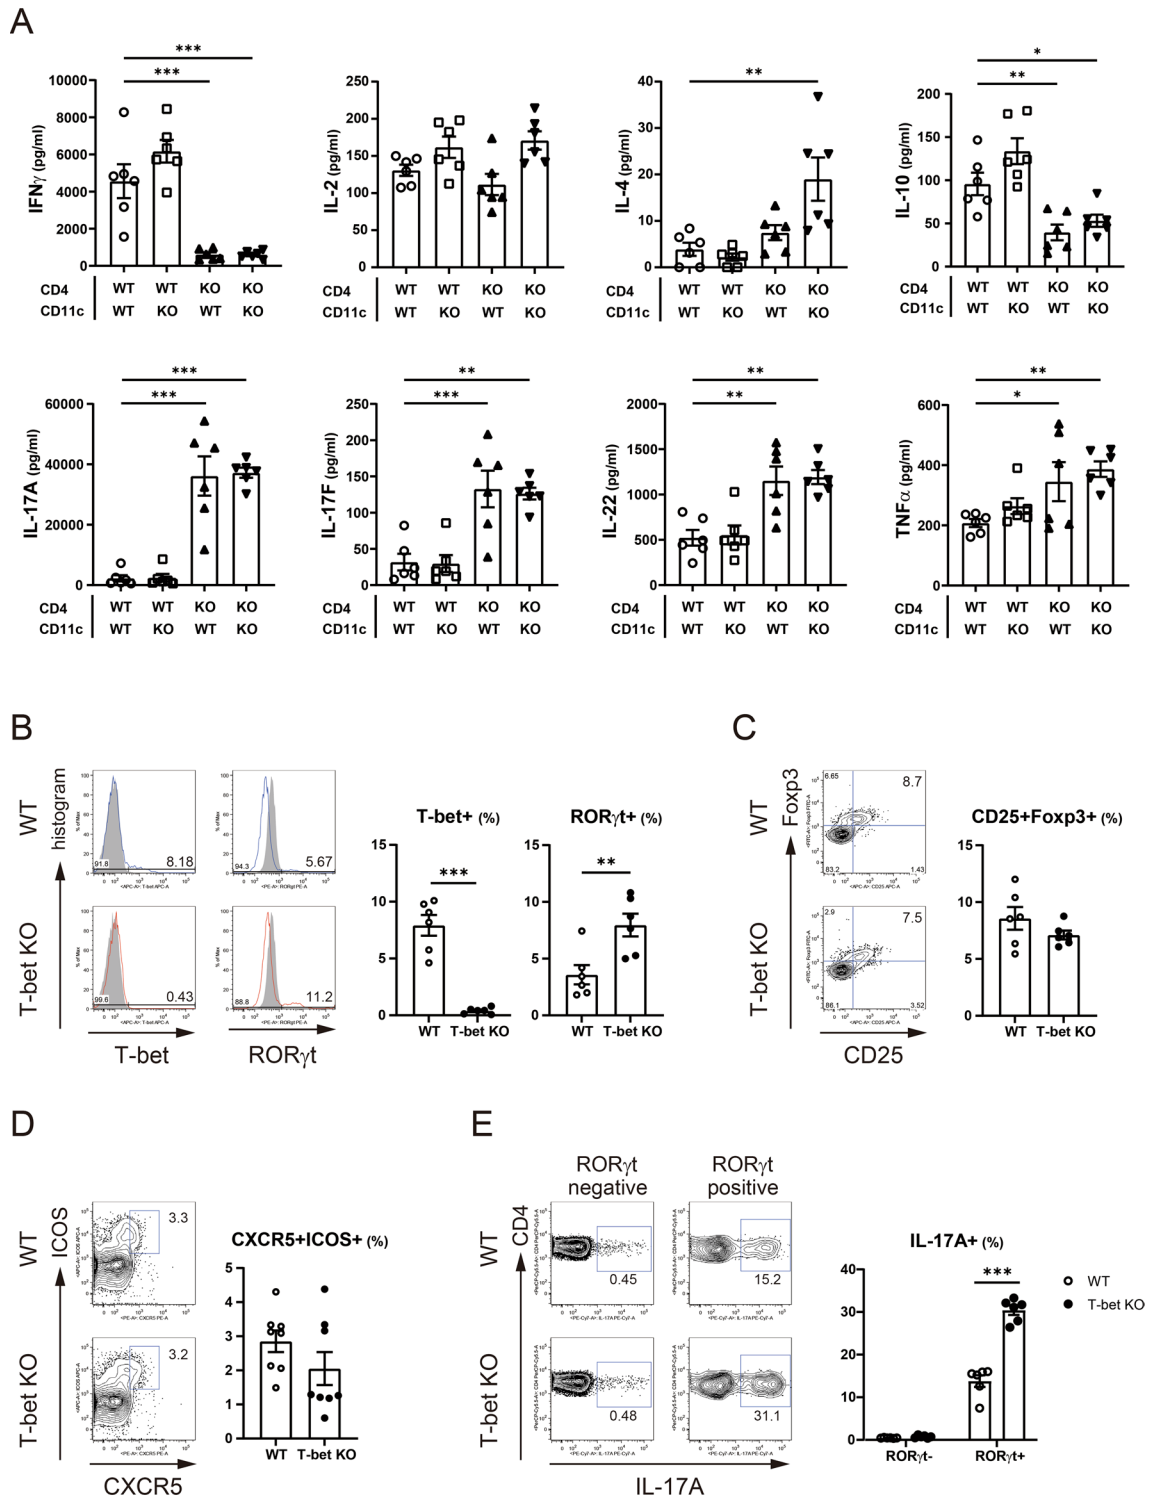 A
*** ***
IFNγ (pg/ml)
10000
8000
6000
4000
2000
0
CD4 WT WT KO KO
CD11c WT KO WT KO
IL-2 (pg/ml)
250
200
150
100
50
0
CD4 WT WT KO KO
CD11c WT KO WT KO
**
IL-4 (pg/ml)
40
30
20
10
0
CD4 WT WT KO KO
CD11c WT KO WT KO
*
**
IL-10 (pg/ml)
200
150
100
50
0
CD4 WT WT KO KO
CD11c WT KO WT KO
***
***
IL-17A (pg/ml)
60000
40000
20000
0
CD4 WT WT KO KO
CD11c WT KO WT KO
**
***
IL-17F (pg/ml)
250
200
150
100
50
0
CD4 WT WT KO KO
CD11c WT KO WT KO
**
**
IL-22 (pg/ml)
2000
1500
1000
500
0
CD4 WT WT KO KO
CD11c WT KO WT KO
**
*
TNFα (pg/ml)
600
400
200
0
CD4 WT WT KO KO
CD11c WT KO WT KO
B
WT
histogram
91.8 8.18
94.3 5.67
T-bet KO
99.6 0.43
88.8 11.2
T-bet RORγt
T-bet+ (%)
15
10
5
0
***
WT T-bet KO
RORγt+ (%)
15
10
5
0
**
WT T-bet KO
C
WT
Foxp3
6.65 8.7
83.2 1.43
T-bet KO
2.9 7.5
86.1 3.52
CD25
CD25+Foxp3+ (%)
15
10
5
0
WT T-bet KO
D
WT
ICOS
3.3
T-bet KO
3.2
CXCR5
CXCR5+ICOS+ (%)
5
4
3
2
1
0
WT T-bet KO
E
RORγt negative
RORγt positive
WT
CD4
0.45 15.2
T-bet KO
0.48 31.1
IL-17A
IL-17A+ (%)
40
30
20
10
0
***
RORγt- RORγt+
WT
T-bet KO